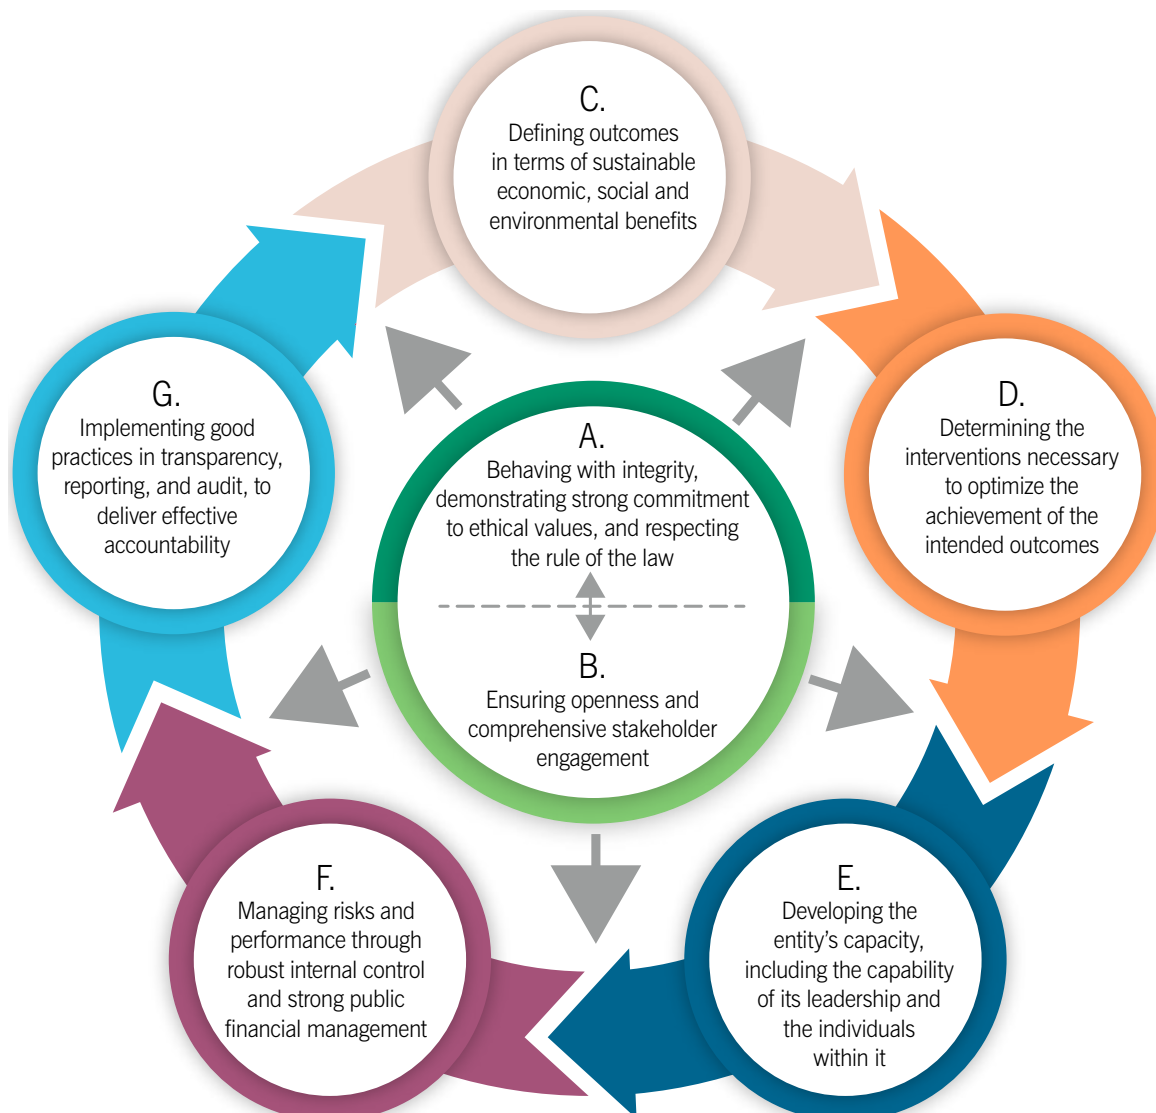 C.
Defining outcomes
in terms of sustainable
economic, social and
environmental benefits
G.
Implementing good
practices in transparency,
reporting, and audit, to
deliver effective
accountability
A.
Behaving with integrity,
demonstrating strong commitment
to ethical values, and respecting
the rule of the law
B.
Ensuring openness and
comprehensive stakeholder
engagement
D.
Determining the
interventions necessary
to optimize the
achievement of the
intended outcomes
F.
Managing risks and
performance through
robust internal control
and strong public
financial management
E.
Developing the
entity’s capacity,
including the capability
of its leadership and
the individuals
within it